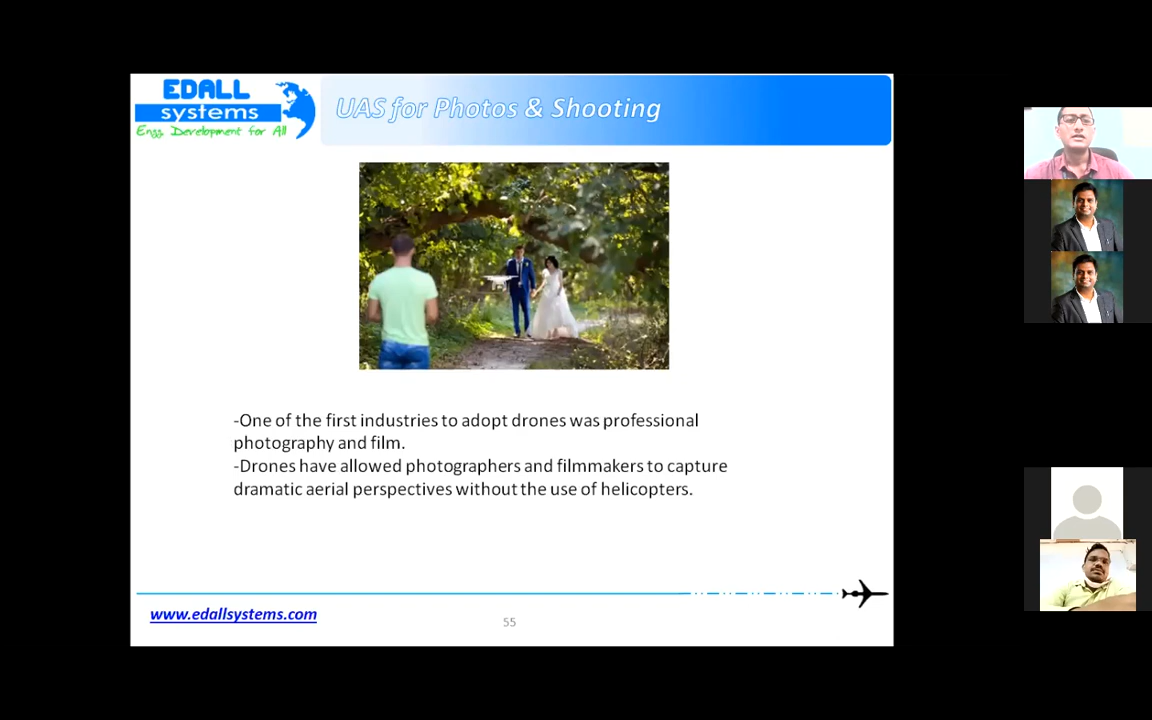 EDALL
systems
Engg Development for All
UAS for Photos & Shooting
-One of the first industries to adopt drones was professional
photography and film.
-Drones have allowed photographers and filmmakers to capture
dramatic aerial perspectives without the use of helicopters.
www.edallsystems.com
55